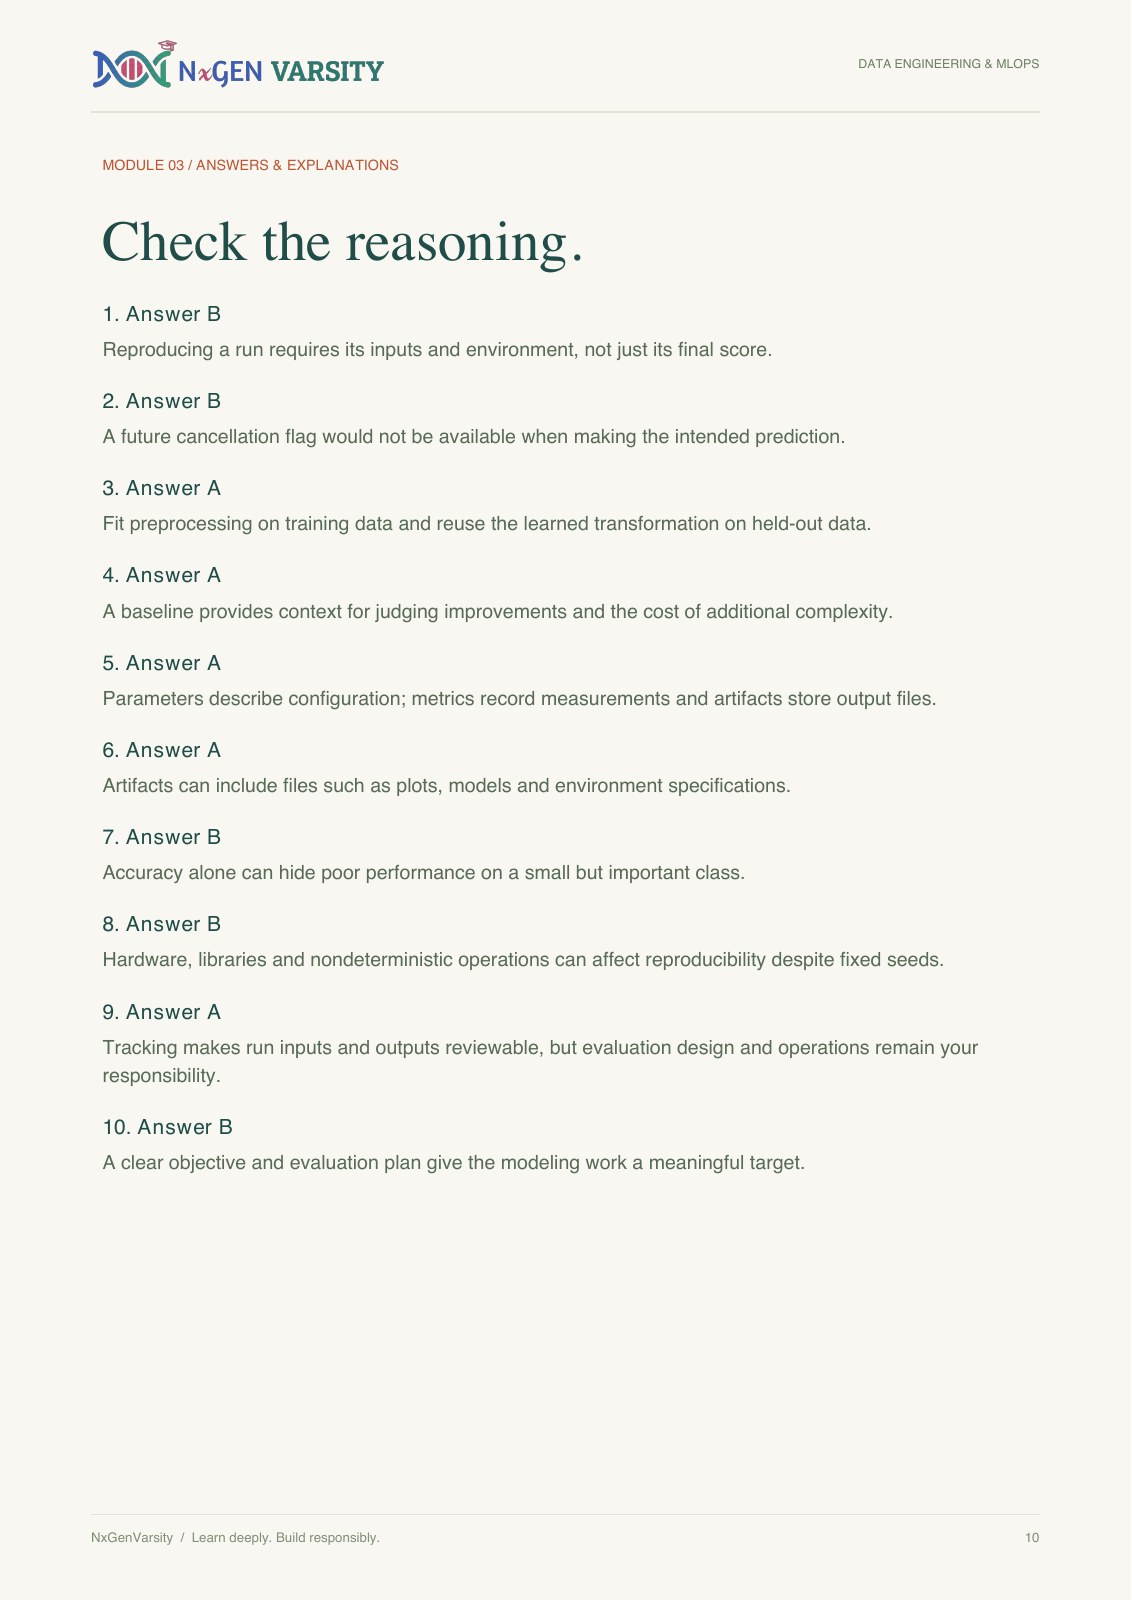 NxGEN VARSITY
DATA ENGINEERING & MLOPS
MODULE 03 / ANSWERS & EXPLANATIONS
Check the reasoning.
1. Answer B
Reproducing a run requires its inputs and environment, not just its final score.
2. Answer B
A future cancellation flag would not be available when making the intended prediction.
3. Answer A
Fit preprocessing on training data and reuse the learned transformation on held-out data.
4. Answer A
A baseline provides context for judging improvements and the cost of additional complexity.
5. Answer A
Parameters describe configuration; metrics record measurements and artifacts store output files.
6. Answer A
Artifacts can include files such as plots, models and environment specifications.
7. Answer B
Accuracy alone can hide poor performance on a small but important class.
8. Answer B
Hardware, libraries and nondeterministic operations can affect reproducibility despite fixed seeds.
9. Answer A
Tracking makes run inputs and outputs reviewable, but evaluation design and operations remain your
responsibility.
10. Answer B
A clear objective and evaluation plan give the modeling work a meaningful target.
NxGenVarsity / Learn deeply. Build responsibly.
10